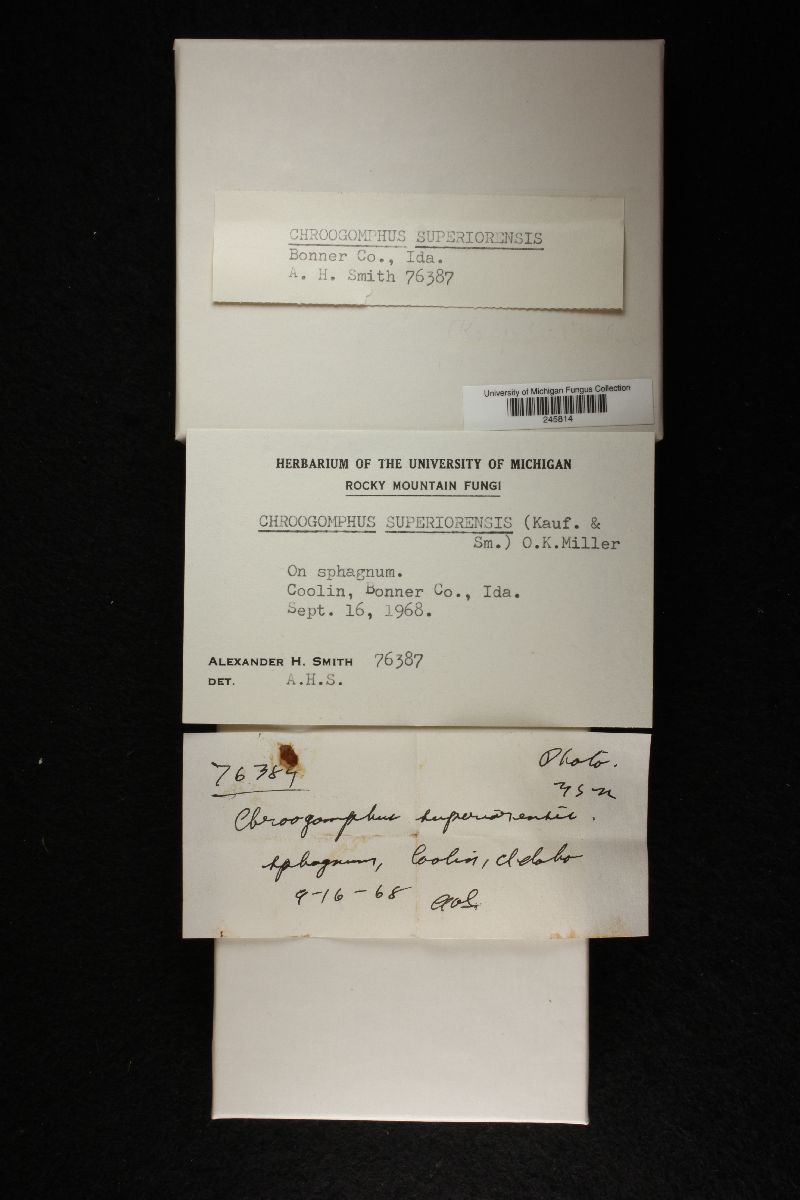 CHROOGOMPHUS SUPERIORENSIS
Bonner Co., Ida.
A. H. Smith 76387
University of Michigan Fungus Collection
245814
HERBARIUM OF THE UNIVERSITY OF MICHIGAN
ROCKY MOUNTAIN FUNGI
CHROOGOMPHUS SUPERIORENSIS (Kauf. &
Sm.) O.K.Miller
On sphagnum.
Coolin, Bonner Co., Ida.
Sept. 16, 1968.
ALEXANDER H. SMITH 76387
DET. A.H.S.
76387
Photo.
Chroogomphus superiorensis.
sphagnum, Coolin, Idaho
9-16-68